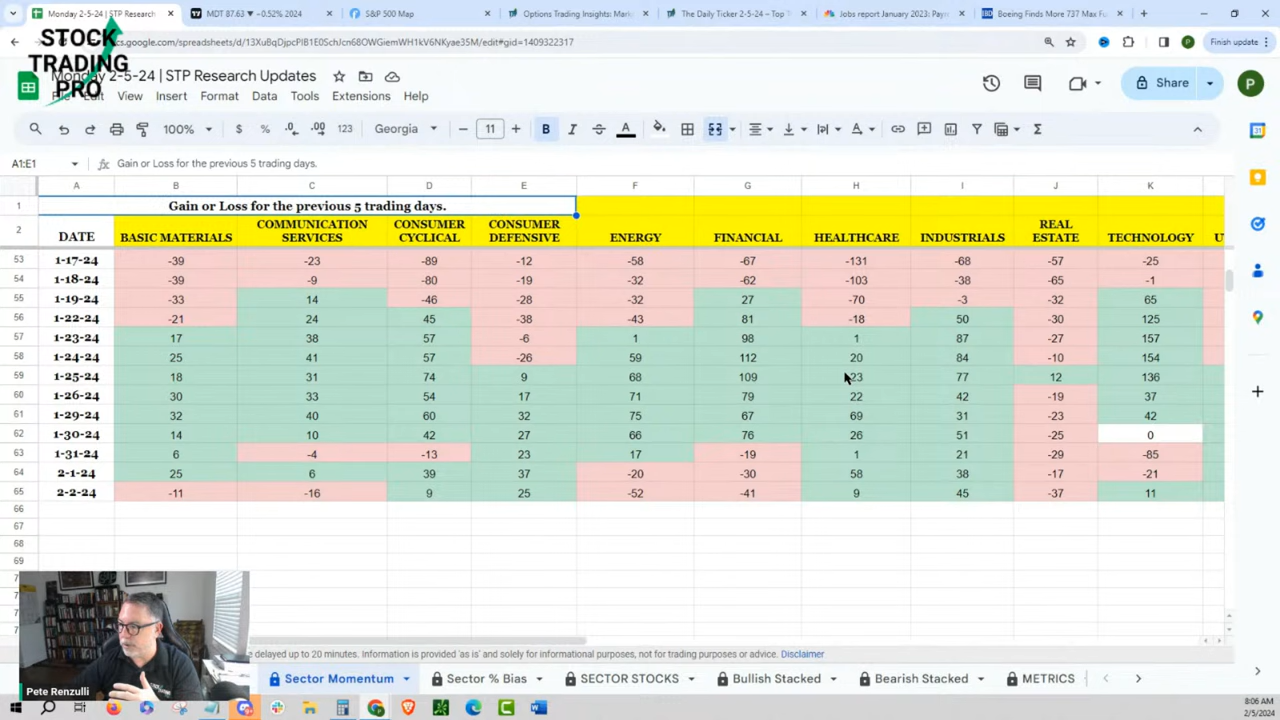 Monday 2-5-24 | STP Research
MDT 87.63 ▼ −0.52% 2024
S&P 500 Map
Options Trading Insights: Mark
The Daily Ticker 2-5-24 – Top
Jobs report January 2023: Payr
Boeing Finds More 737 Max Fu
STOCK
TRADING
PRO
cs.google.com/spreadsheets/d/
edit#gid=1409322317
Finish update
Monday 2-5-24 | STP Research Updates
File Edit View Insert Format Data Tools Extensions Help
Share
P
100% $ % .0 .00 123 Georgia 11 B I A
A1:E1 fx Gain or Loss for the previous 5 trading days.
A B C D E F G H I J K
1 Gain or Loss for the previous 5 trading days.
2 DATE BASIC MATERIALS COMMUNICATION SERVICES CONSUMER CYCLICAL CONSUMER DEFENSIVE ENERGY FINANCIAL HEALTHCARE INDUSTRIALS REAL ESTATE TECHNOLOGY U
53 1-17-24 -39 -23 -89 -12 -58 -67 -131 -68 -57 -25
54 1-18-24 -39 -9 -80 -19 -32 -62 -103 -38 -65 -1
55 1-19-24 -33 14 -46 -28 -32 27 -70 -3 -32 65
56 1-22-24 -21 24 45 -38 -43 81 -18 50 -30 125
57 1-23-24 17 38 57 -6 1 98 1 87 -27 157
58 1-24-24 25 41 57 -26 59 112 20 84 -10 154
59 1-25-24 18 31 74 9 68 109 23 77 12 136
60 1-26-24 30 33 54 17 71 79 22 42 -19 37
61 1-29-24 32 40 60 32 75 67 69 31 -23 42
62 1-30-24 14 10 42 27 66 76 26 51 -25 0
63 1-31-24 6 -4 -13 23 17 -19 1 21 -29 -85
64 2-1-24 25 6 39 37 -20 -30 58 38 -17 -21
65 2-2-24 -11 -16 9 25 -52 -41 9 45 -37 11
66
67
68
69
Pete Renzulli
e delayed up to 20 minutes. Information is provided 'as is' and solely for informational purposes, not for trading purposes or advice. Disclaimer
Sector Momentum Sector % Bias SECTOR STOCKS Bullish Stacked Bearish Stacked METRICS
8:06 AM
2/5/2024